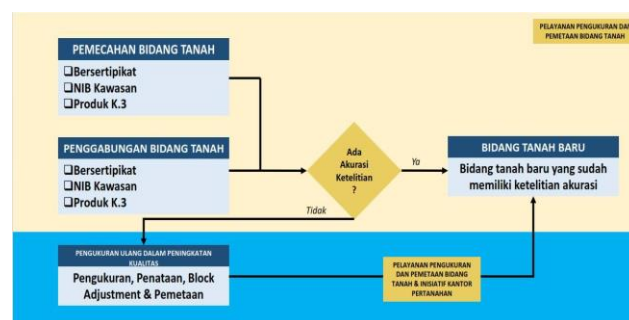 PELAYANAN PENGUKURAN DAN
PEMETAAN BIDANG TANAH
PEMECAHAN BIDANG TANAH
❑Bersertipikat
❑NIB Kawasan
❑Produk K.3
PENGGABUNGAN BIDANG TANAH
❑Bersertipikat
❑NIB Kawasan
❑Produk K.3
Ada
Akurasi
Ketelitian
?
Ya
Tidak
BIDANG TANAH BARU
Bidang tanah baru yang sudah
memiliki ketelitian akurasi
PENGUKURAN ULANG DALAM PENINGKATAN
KUALITAS
Pengukuran, Penataan, Block
Adjustment & Pemetaan
PELAYANAN PENGUKURAN
DAN PEMETAAN BIDANG
TANAH & INISIATIF KANTOR
PERTANAHAN